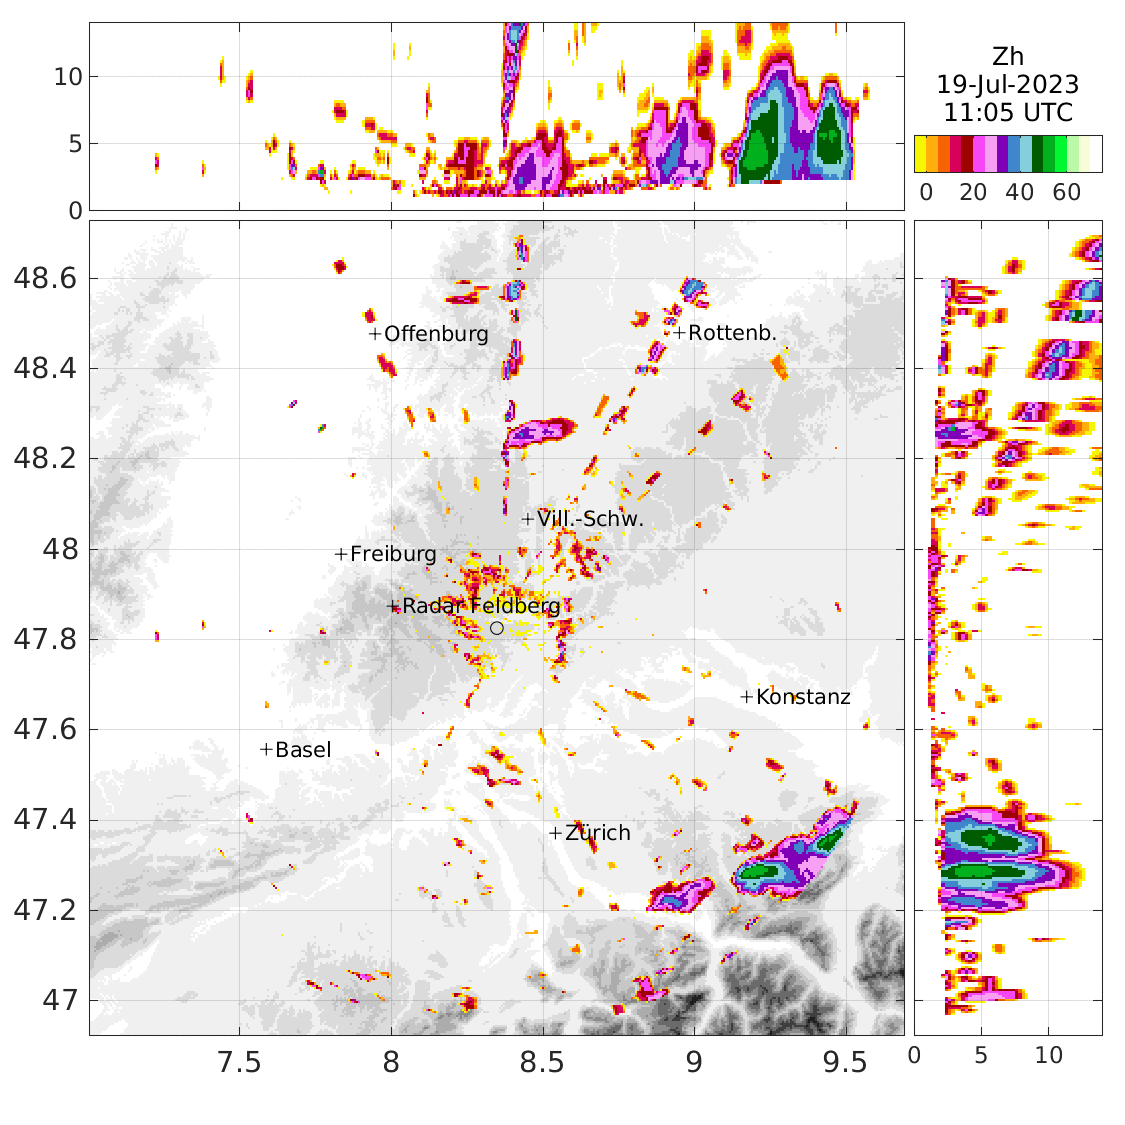 10
5
0
Zh
19-Jul-2023
11:05 UTC
0 20 40 60
48.6
48.4
48.2
48
47.8
47.6
47.4
47.2
47
+Offenburg
+Rottenb.
+Vill.-Schw.
+Freiburg
+Radar Feldberg
+Konstanz
+Basel
+Zürich
7.5 8 8.5 9 9.5
0 5 10